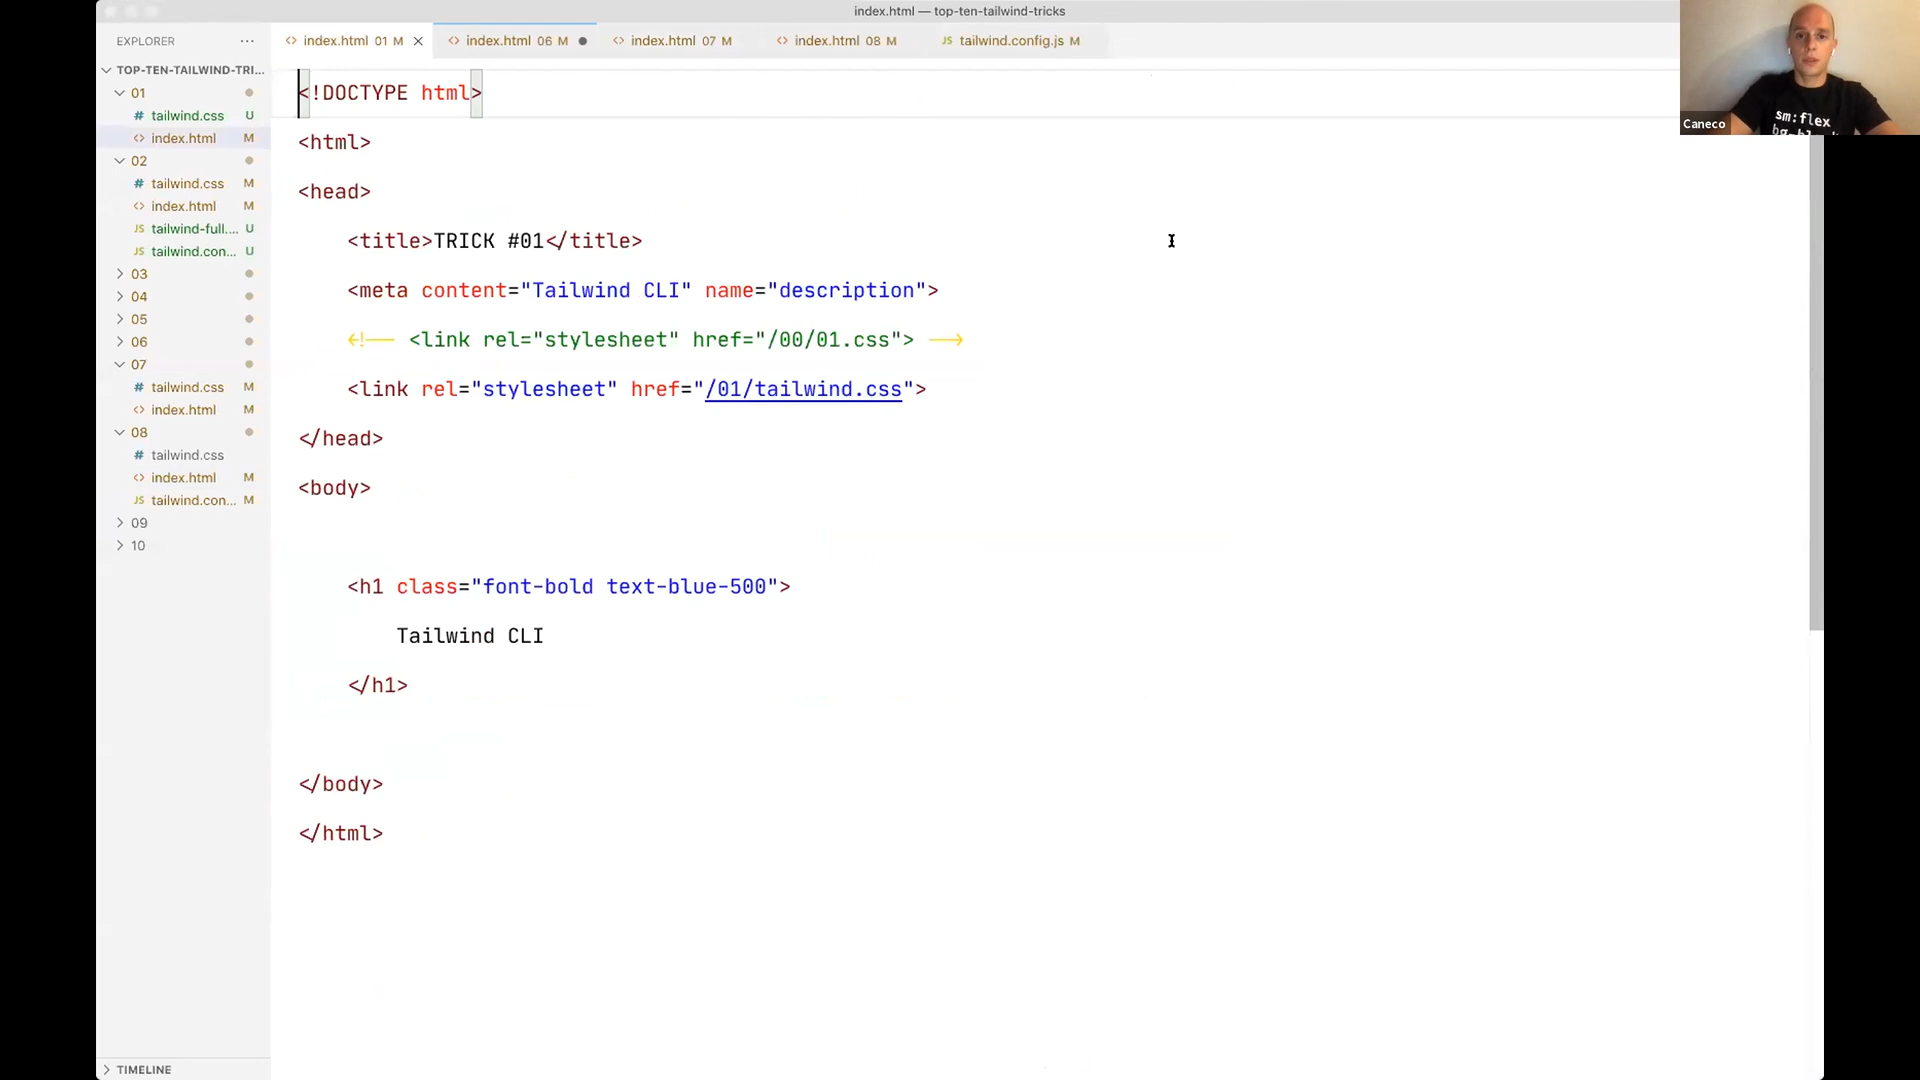 index.html — top-ten-tailwind-tricks
EXPLORER ···
index.html 01 M
index.html 06 M
index.html 07 M
index.html 08 M
JS tailwind.config.js M
TOP-TEN-TAILWIND-TRI...
01
# tailwind.css U
<> index.html M
02
# tailwind.css M
<> index.html M
JS tailwind-full.... U
JS tailwind.con... U
03
04
05
06
07
# tailwind.css M
<> index.html M
08
# tailwind.css
<> index.html M
JS tailwind.con... M
09
10
TIMELINE
<!DOCTYPE html>
<html>
<head>
<title>TRICK #01</title>
<meta content="Tailwind CLI" name="description">
<!-- <link rel="stylesheet" href="/00/01.css"> -->
<link rel="stylesheet" href="/01/tailwind.css">
</head>
<body>
<h1 class="font-bold text-blue-500">
Tailwind CLI
</h1>
</body>
</html>
sm:flex
Caneco